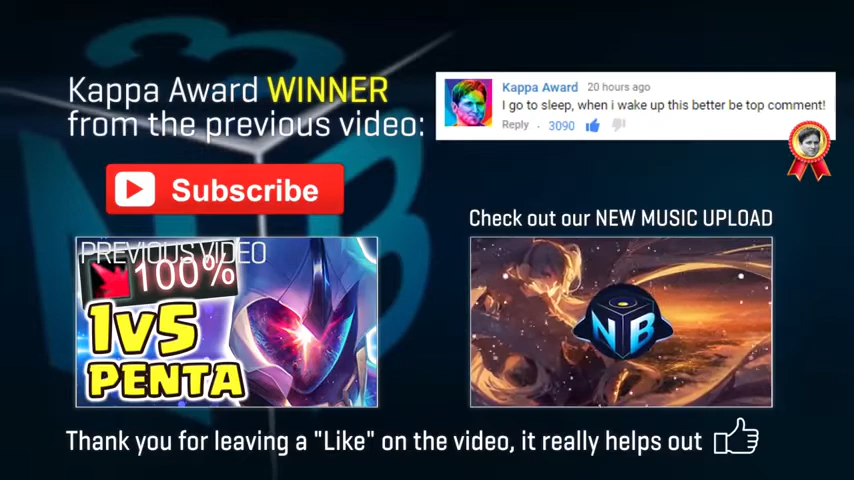 Kappa Award WINNER
from the previous video:
Kappa Award 20 hours ago
I go to sleep, when i wake up this better be top comment!
Reply · 3090
Subscribe
Check out our NEW MUSIC UPLOAD
PREVIOUS VIDEO
100%
1v5
PENTA
NB
Thank you for leaving a "Like" on the video, it really helps out